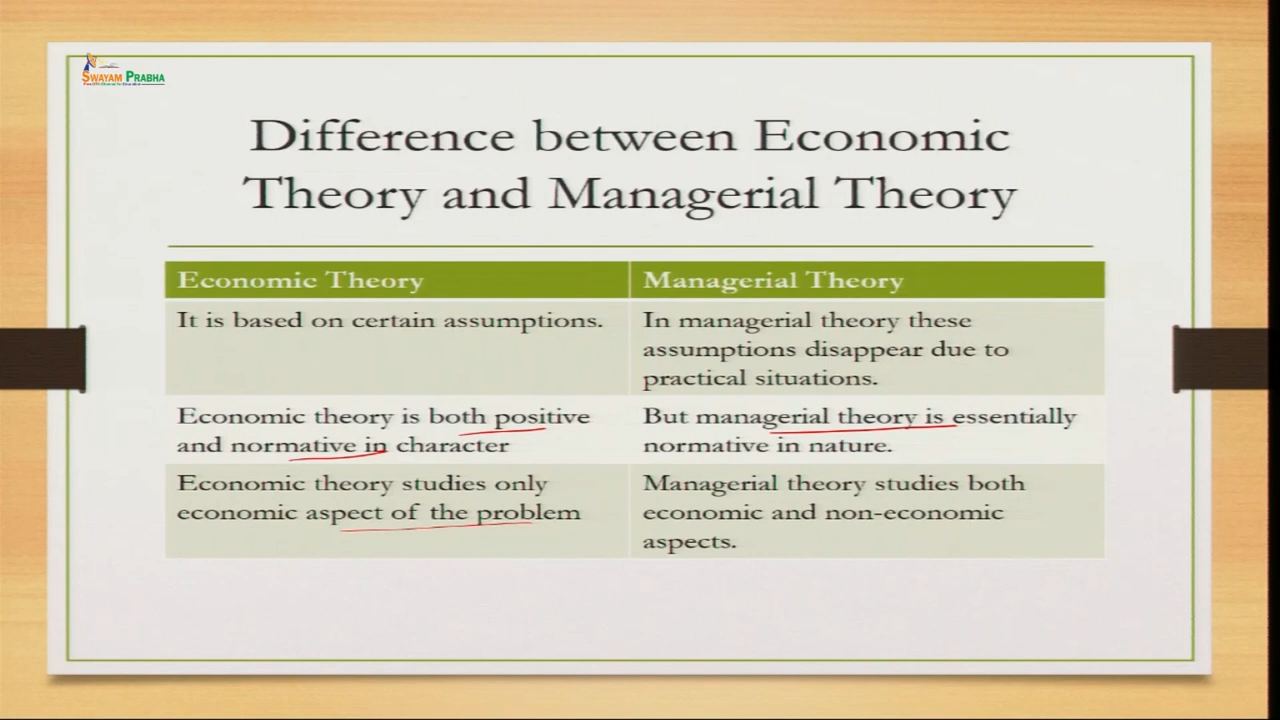 SWAYAM PRABHA
Difference between Economic
Theory and Managerial Theory
Economic Theory
Managerial Theory
It is based on certain assumptions.
In managerial theory these
assumptions disappear due to
practical situations.
Economic theory is both positive
and normative in character
But managerial theory is essentially
normative in nature.
Economic theory studies only
economic aspect of the problem
Managerial theory studies both
economic and non-economic
aspects.